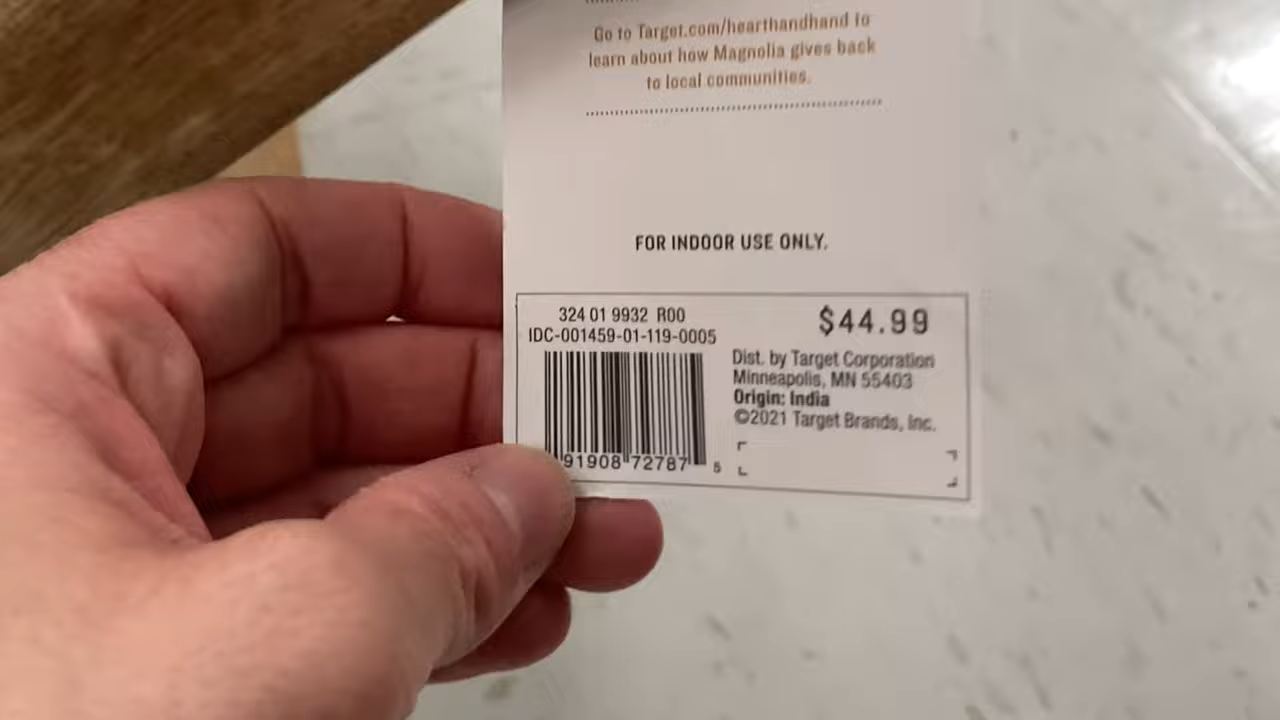 Go to Target.com/hearthandhand to
learn about how Magnolia gives back
to local communities.
FOR INDOOR USE ONLY.
324 01 9932 R00
IDC-001459-01-119-0005
$44.99
Dist. by Target Corporation
Minneapolis, MN 55403
Origin: India
©2021 Target Brands, Inc.
91908 72787 5